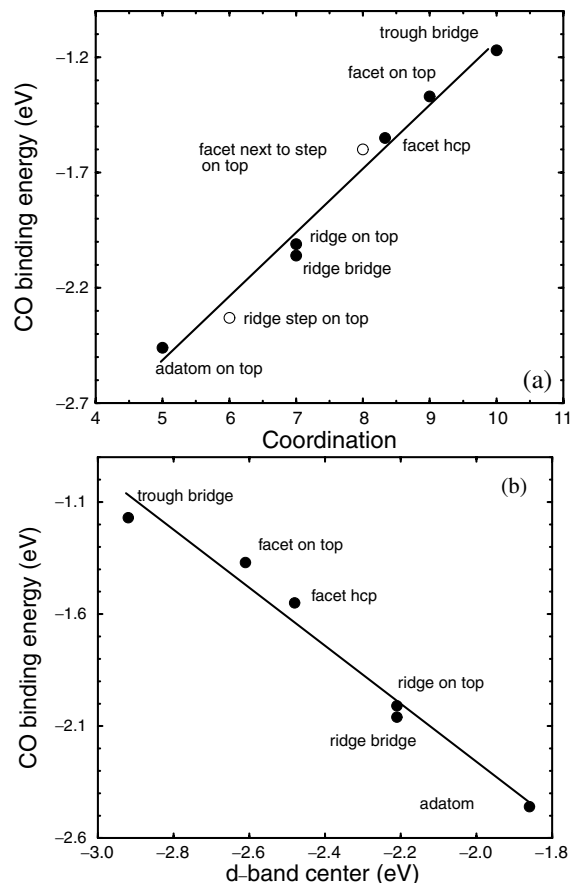 (a)
trough bridge
−1.2
facet on top
facet next to step
on top
facet hcp
−1.7
CO binding energy (eV)
ridge on top
ridge bridge
−2.2
ridge step on top
adatom on top
−2.7
4 5 6 7 8 9 10 11
Coordination
(b)
−1.1
trough bridge
facet on top
facet hcp
−1.6
CO binding energy (eV)
ridge on top
−2.1
ridge bridge
adatom
−2.6
−3.0 −2.8 −2.6 −2.4 −2.2 −2.0 −1.8
d−band center (eV)